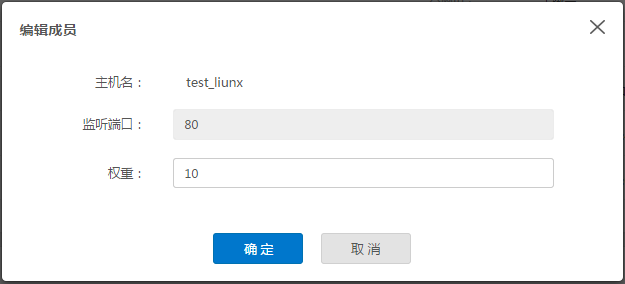 编辑成员
主机名： test_liunx
监听端口： 80
权重： 10
确定 取消